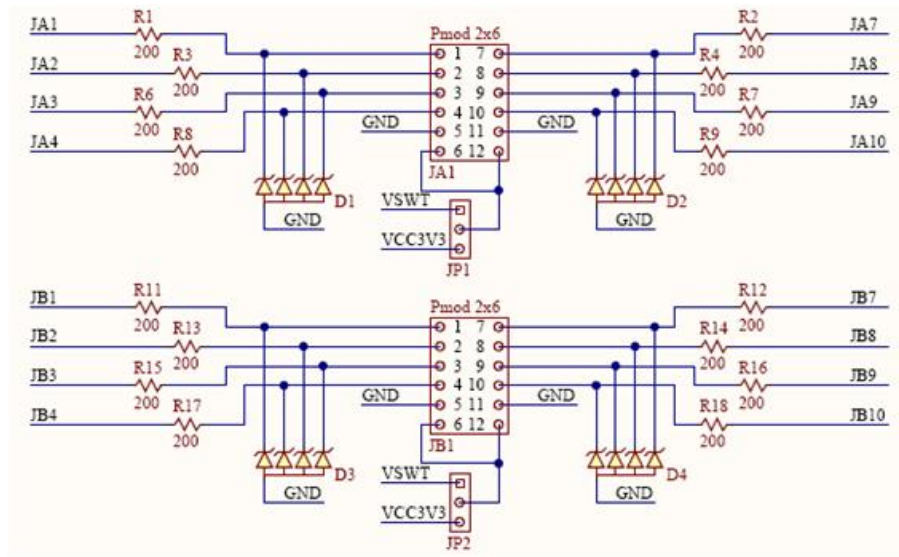 JA1 R1 200 Pmod 2x6 R2 200 JA7
JA2 R3 200 1 7 R4 200 JA8
2 8
JA3 R6 200 3 9 R7 200 JA9
4 10
GND 5 11 GND
JA4 R8 200 6 12 R9 200 JA10
JA1
D1 GND VSWT D2 GND
VCC3V3
JP1
JB1 R11 200 Pmod 2x6 R12 200 JB7
JB2 R13 200 1 7 R14 200 JB8
2 8
JB3 R15 200 3 9 R16 200 JB9
4 10
GND 5 11 GND
JB4 R17 200 6 12 R18 200 JB10
JB1
D3 GND VSWT D4 GND
VCC3V3
JP2